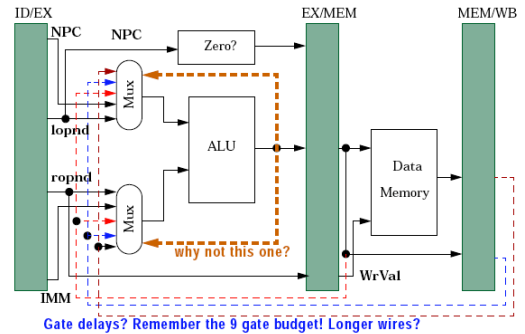 ID/EX
EX/MEM
MEM/WB
NPC
NPC
Zero?
Mux
lopnd
ALU
Data
Memory
ropnd
Mux
why not this one?
WrVal
IMM
Gate delays? Remember the 9 gate budget! Longer wires?